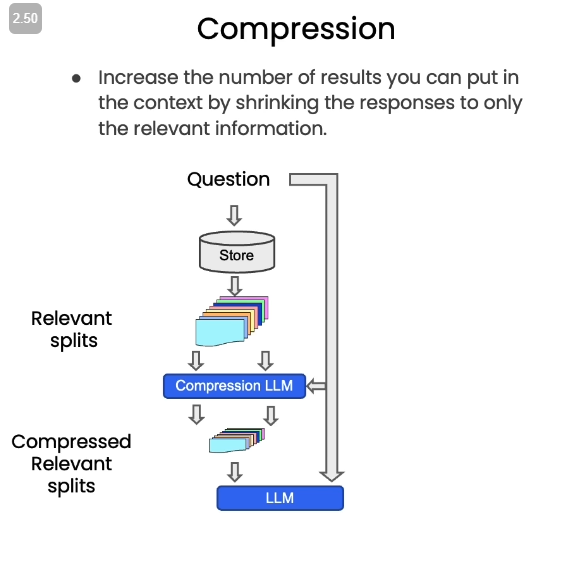 2.50
Compression
• Increase the number of results you can put in
the context by shrinking the responses to only
the relevant information.
Question
Store
Relevant
splits
Compression LLM
Compressed
Relevant
splits
LLM